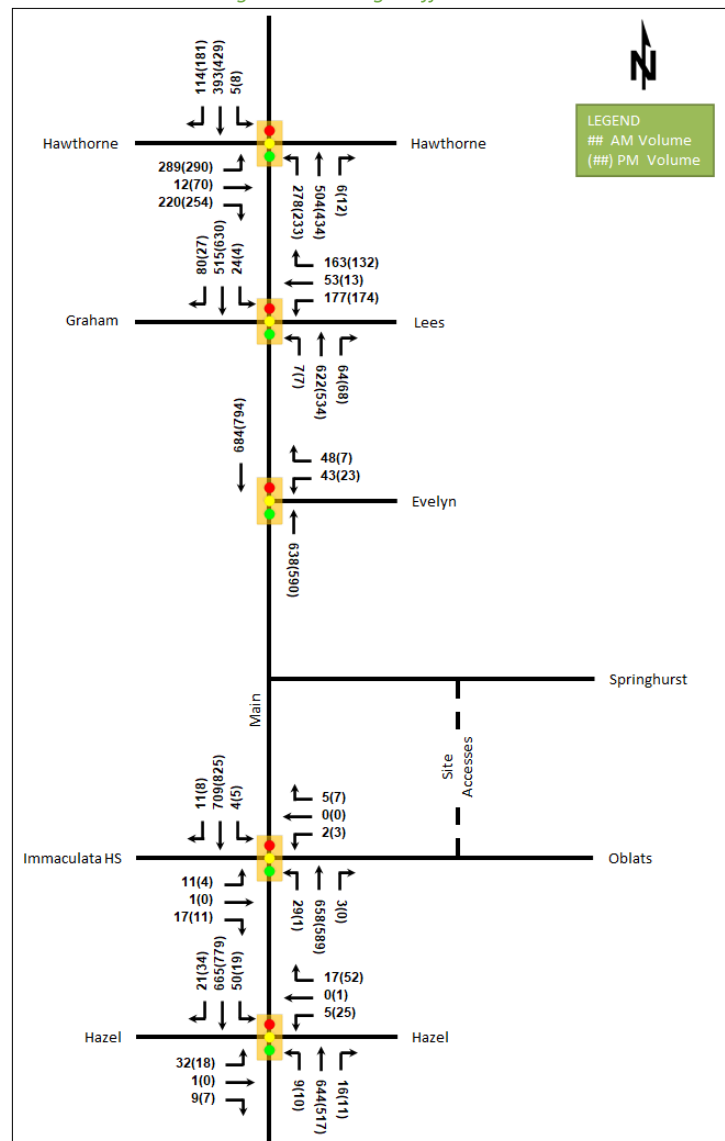 N
LEGEND
## AM Volume
(##) PM Volume
114(181)
393(429)
5(8)
Hawthorne
Hawthorne
289(290)
12(70)
220(254)
278(233)
504(434)
6(12)
80(27)
515(630)
24(4)
163(132)
53(13)
177(174)
Graham
Lees
7(7)
622(534)
64(68)
684(794)
48(7)
43(23)
Evelyn
638(590)
Springhurst
Main
Site
Accesses
11(8)
709(825)
4(5)
5(7)
0(0)
2(3)
Immaculata HS
Oblats
11(4)
1(0)
17(11)
29(1)
658(589)
3(0)
21(34)
665(779)
50(19)
17(52)
0(1)
5(25)
Hazel
Hazel
32(18)
1(0)
9(7)
9(10)
644(517)
16(11)